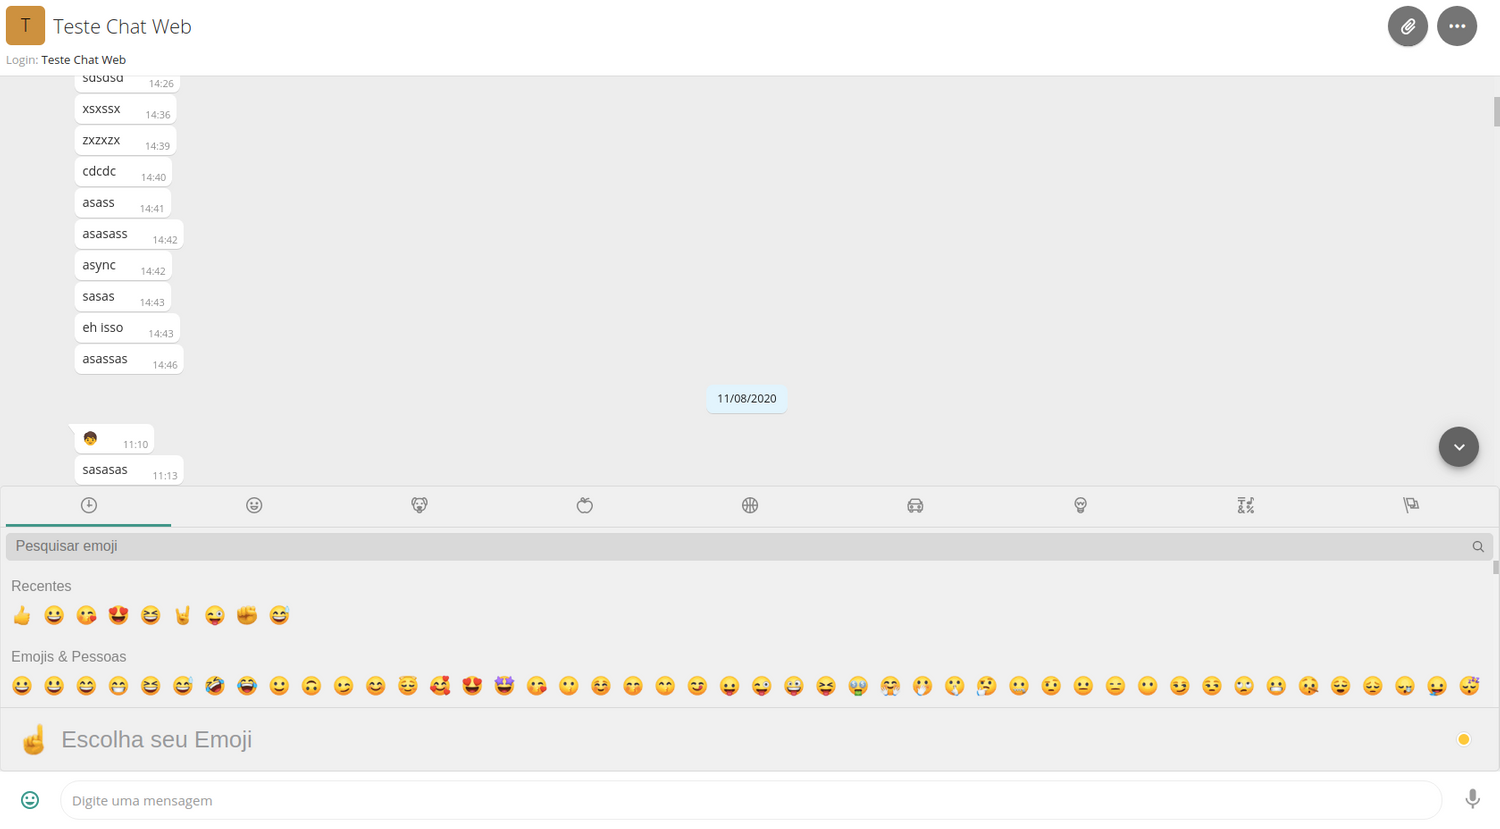 T
Teste Chat Web
Login: Teste Chat Web
sdsdsd 14:26
xsxssx 14:36
zxzxzx 14:39
cdcdc 14:40
asass 14:41
asasass 14:42
async 14:42
sasas 14:43
eh isso 14:43
asassas 14:46
11/08/2020
11:10
sasasas 11:13
Pesquisar emoji
Recentes
Emojis & Pessoas
Escolha seu Emoji
Digite uma mensagem